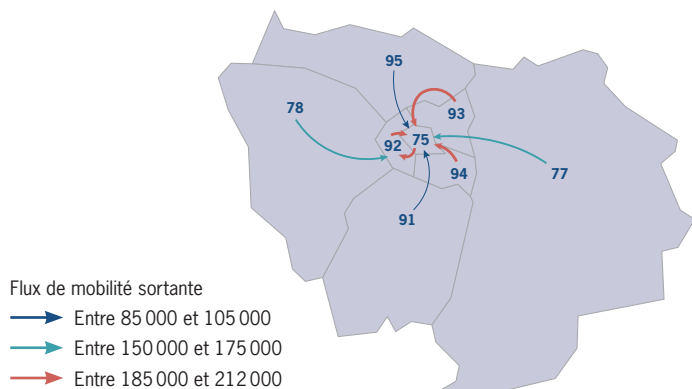 95
93
78
92
75
94
77
91
Flux de mobilité sortante
Entre 85 000 et 105 000
Entre 150 000 et 175 000
Entre 185 000 et 212 000